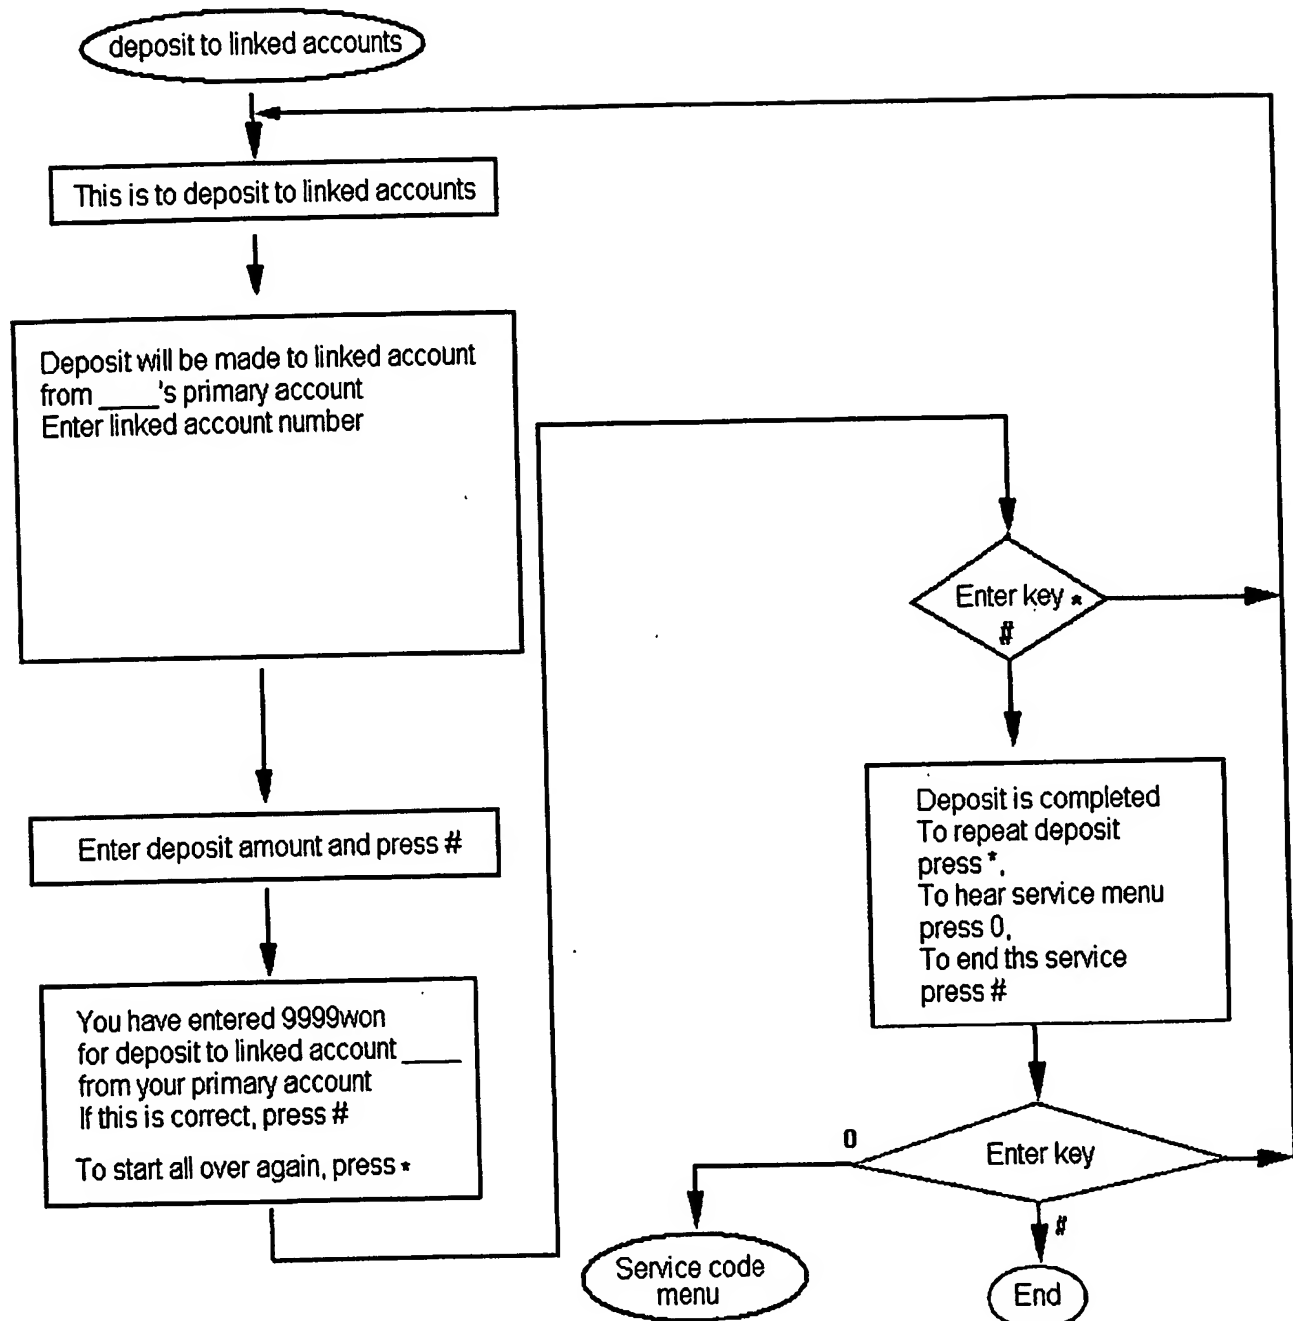 deposit to linked accounts
This is to deposit to linked accounts
Deposit will be made to linked account
from ____'s primary account
Enter linked account number
Enter deposit amount and press #
You have entered 9999won
for deposit to linked account ____
from your primary account
If this is correct, press #
To start all over again, press *
Enter key *
#
Deposit is completed
To repeat deposit
press *,
To hear service menu
press 0,
To end ths service
press #
0
Enter key
#
Service code
menu
End